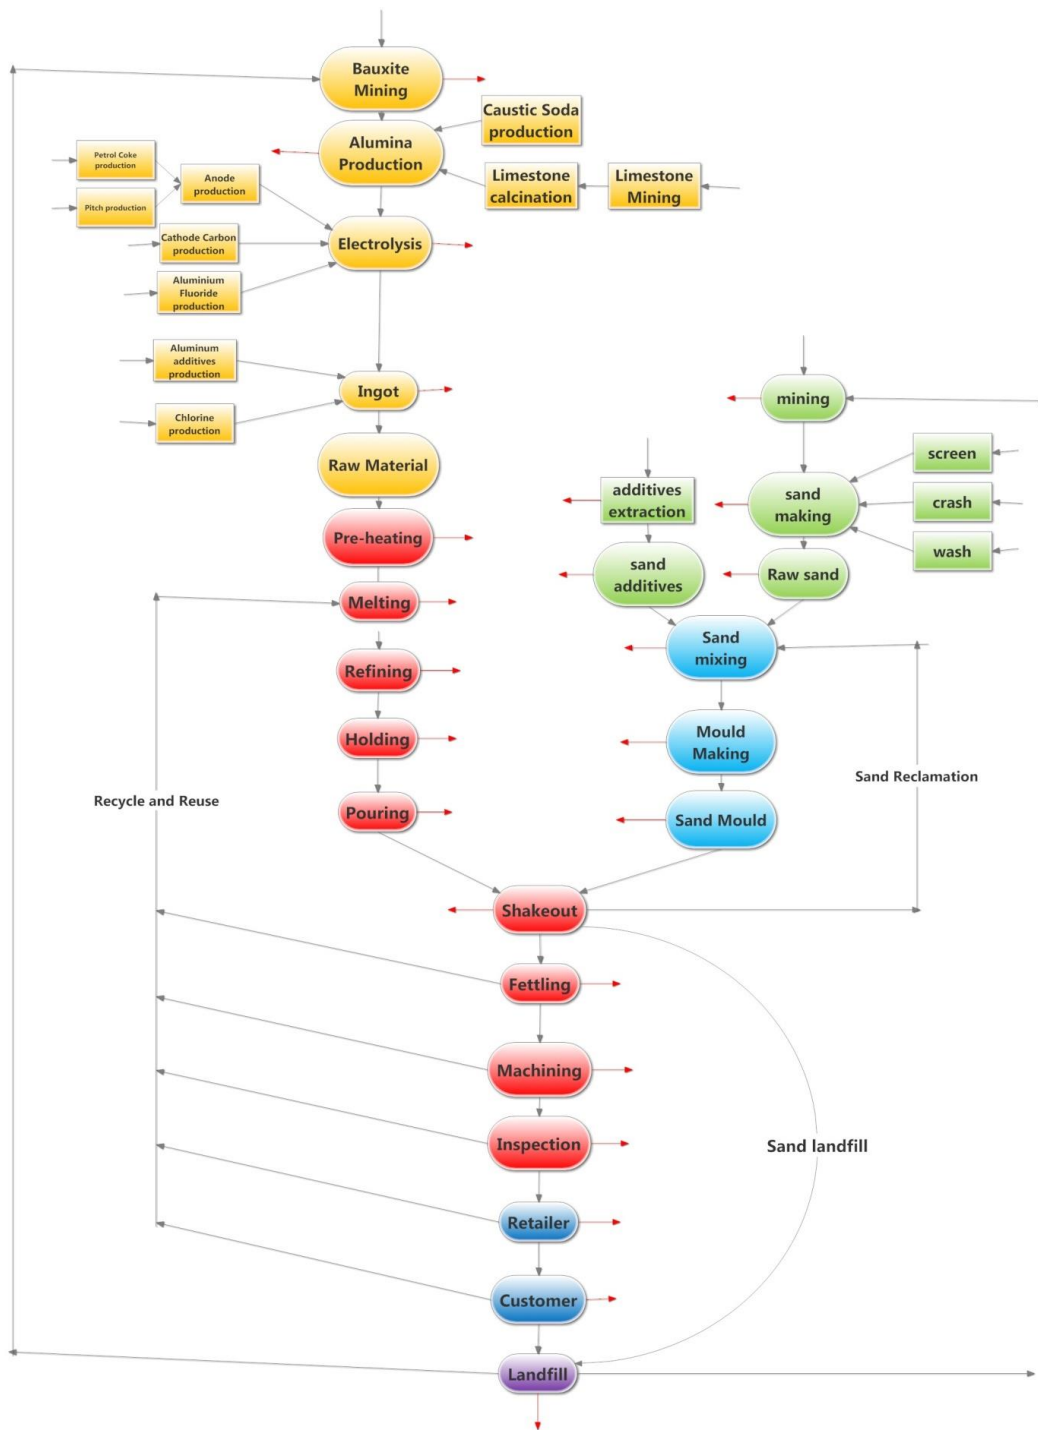 Bauxite
Mining
Caustic Soda
production
Alumina
Production
Petrol Coke
production
Anode
production
Limestone
calcination
Limestone
Mining
Pitch production
Cathode Carbon
production
Electrolysis
Aluminium
Fluoride
production
Aluminum
additives
production
Ingot
mining
Chlorine
production
Raw Material
screen
additives
extraction
sand
making
crash
Pre-heating
wash
sand
additives
Raw sand
Melting
Sand
mixing
Refining
Holding
Mould
Making
Sand Reclamation
Recycle and Reuse
Pouring
Sand Mould
Shakeout
Fettling
Machining
Inspection
Sand landfill
Retailer
Customer
Landfill